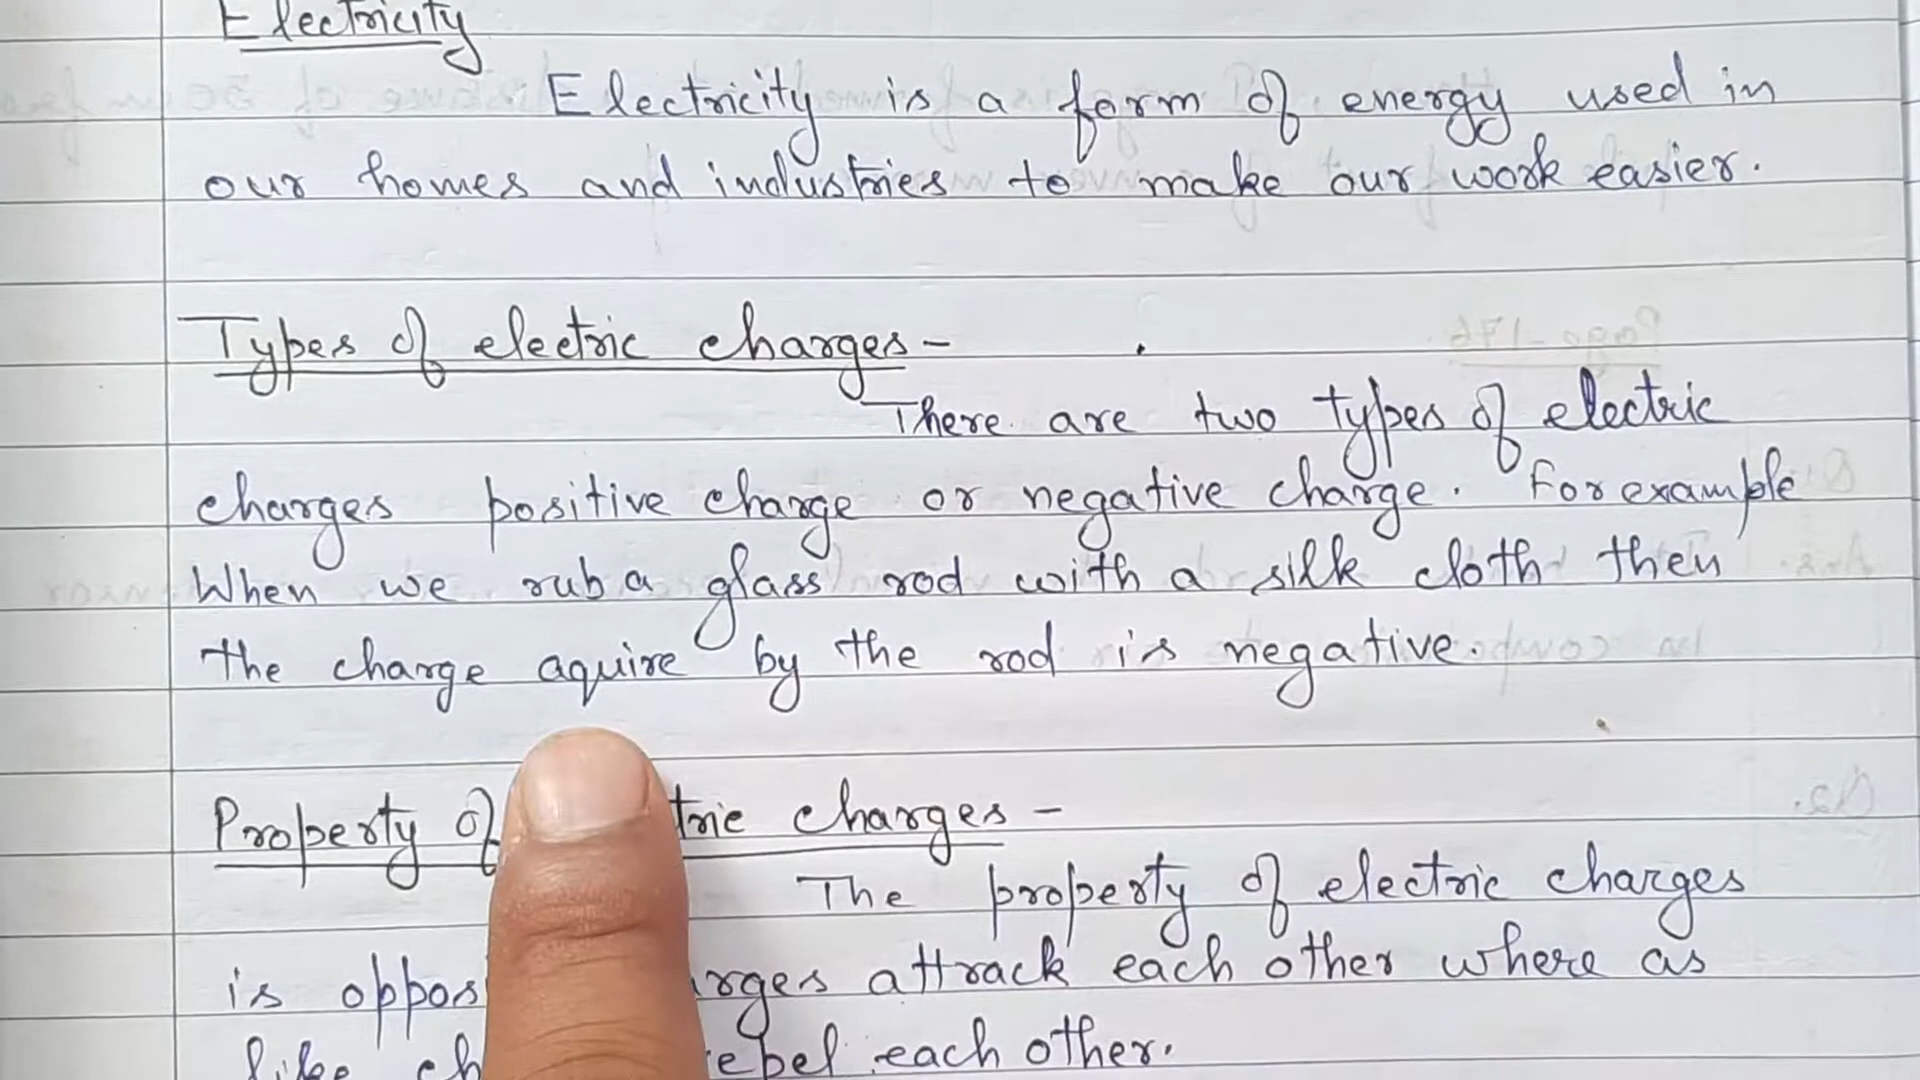 Electricity
Electricity is a form of energy used in
our homes and industries to make our work easier.
Types of electric charges -
There are two types of electric
charges positive charge or negative charge. For example
When we rub a glass rod with a silk cloth then
the charge aquire by the rod is negative.
Property of tric charges -
The property of electric charges
is oppos rges attrack each other where as
like ch epel each other.